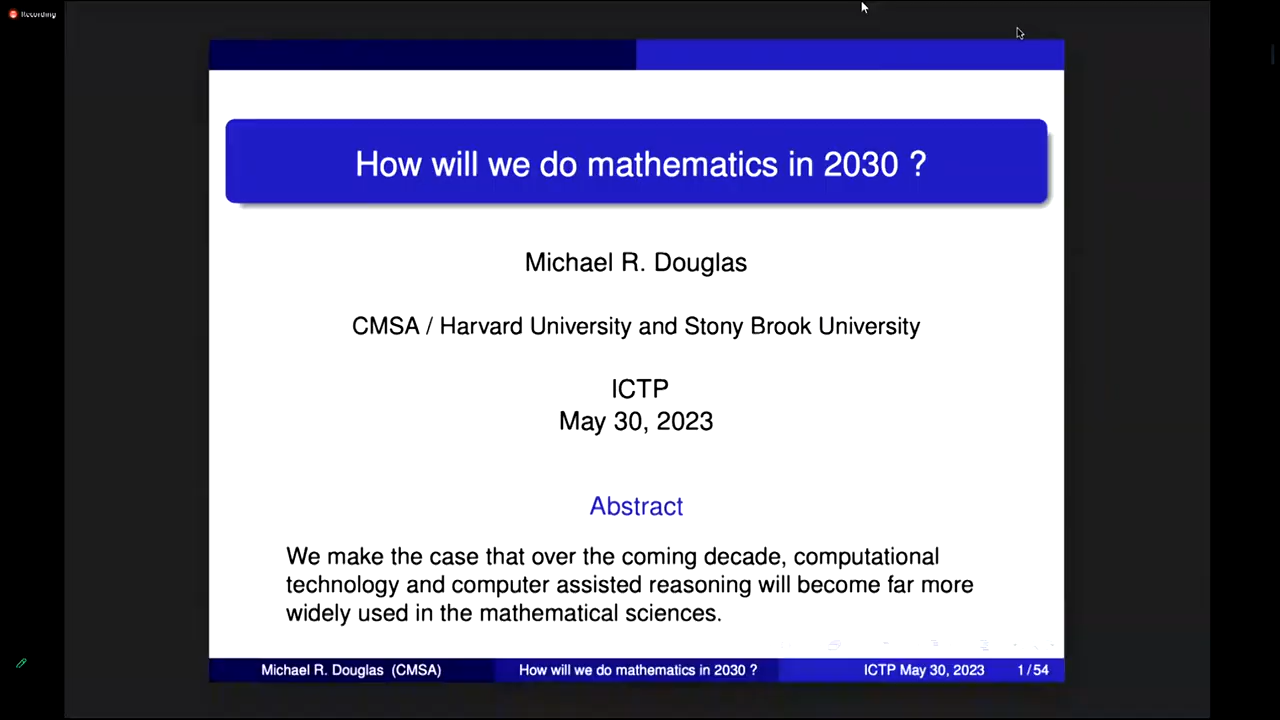 Recording
How will we do mathematics in 2030 ?
Michael R. Douglas
CMSA / Harvard University and Stony Brook University
ICTP
May 30, 2023
Abstract
We make the case that over the coming decade, computational
technology and computer assisted reasoning will become far more
widely used in the mathematical sciences.
Michael R. Douglas (CMSA)
How will we do mathematics in 2030 ?
ICTP May 30, 2023
1 / 54